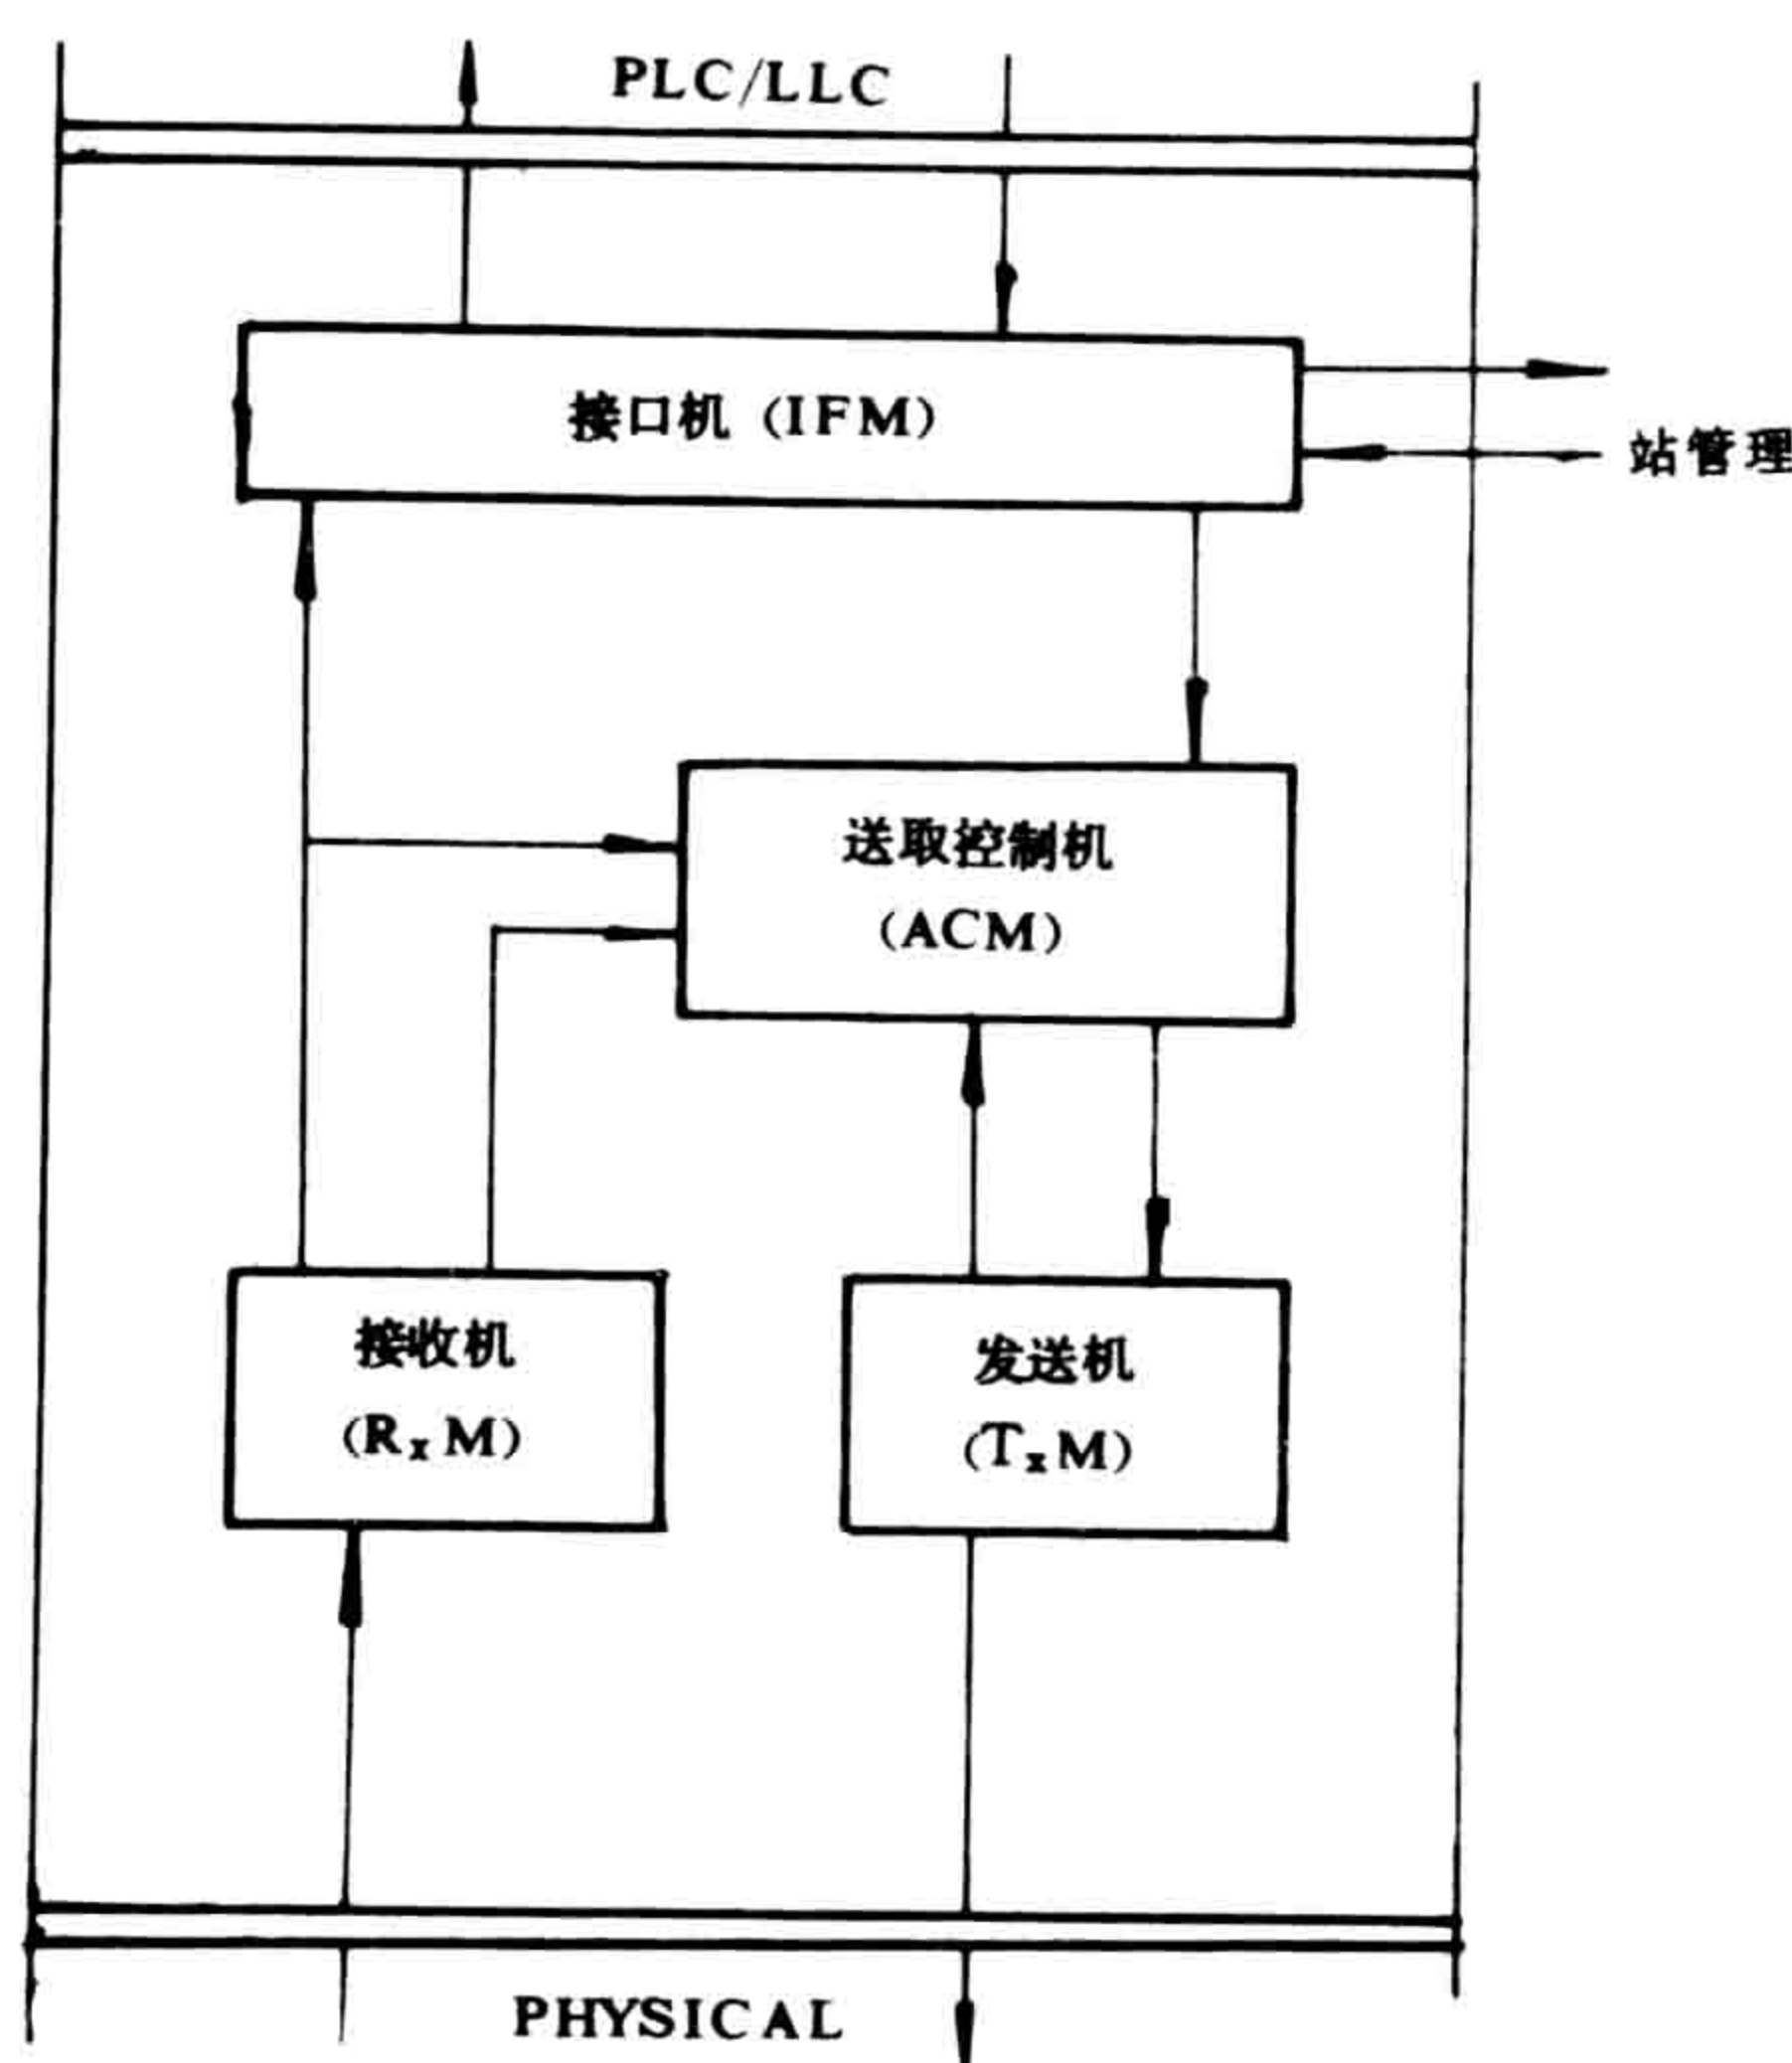 PLC/LLC
接口机（IFM）
站管理
送取控制机
（ACM）
接收机
（RxM）
发送机
（TxM）
PHYSICAL